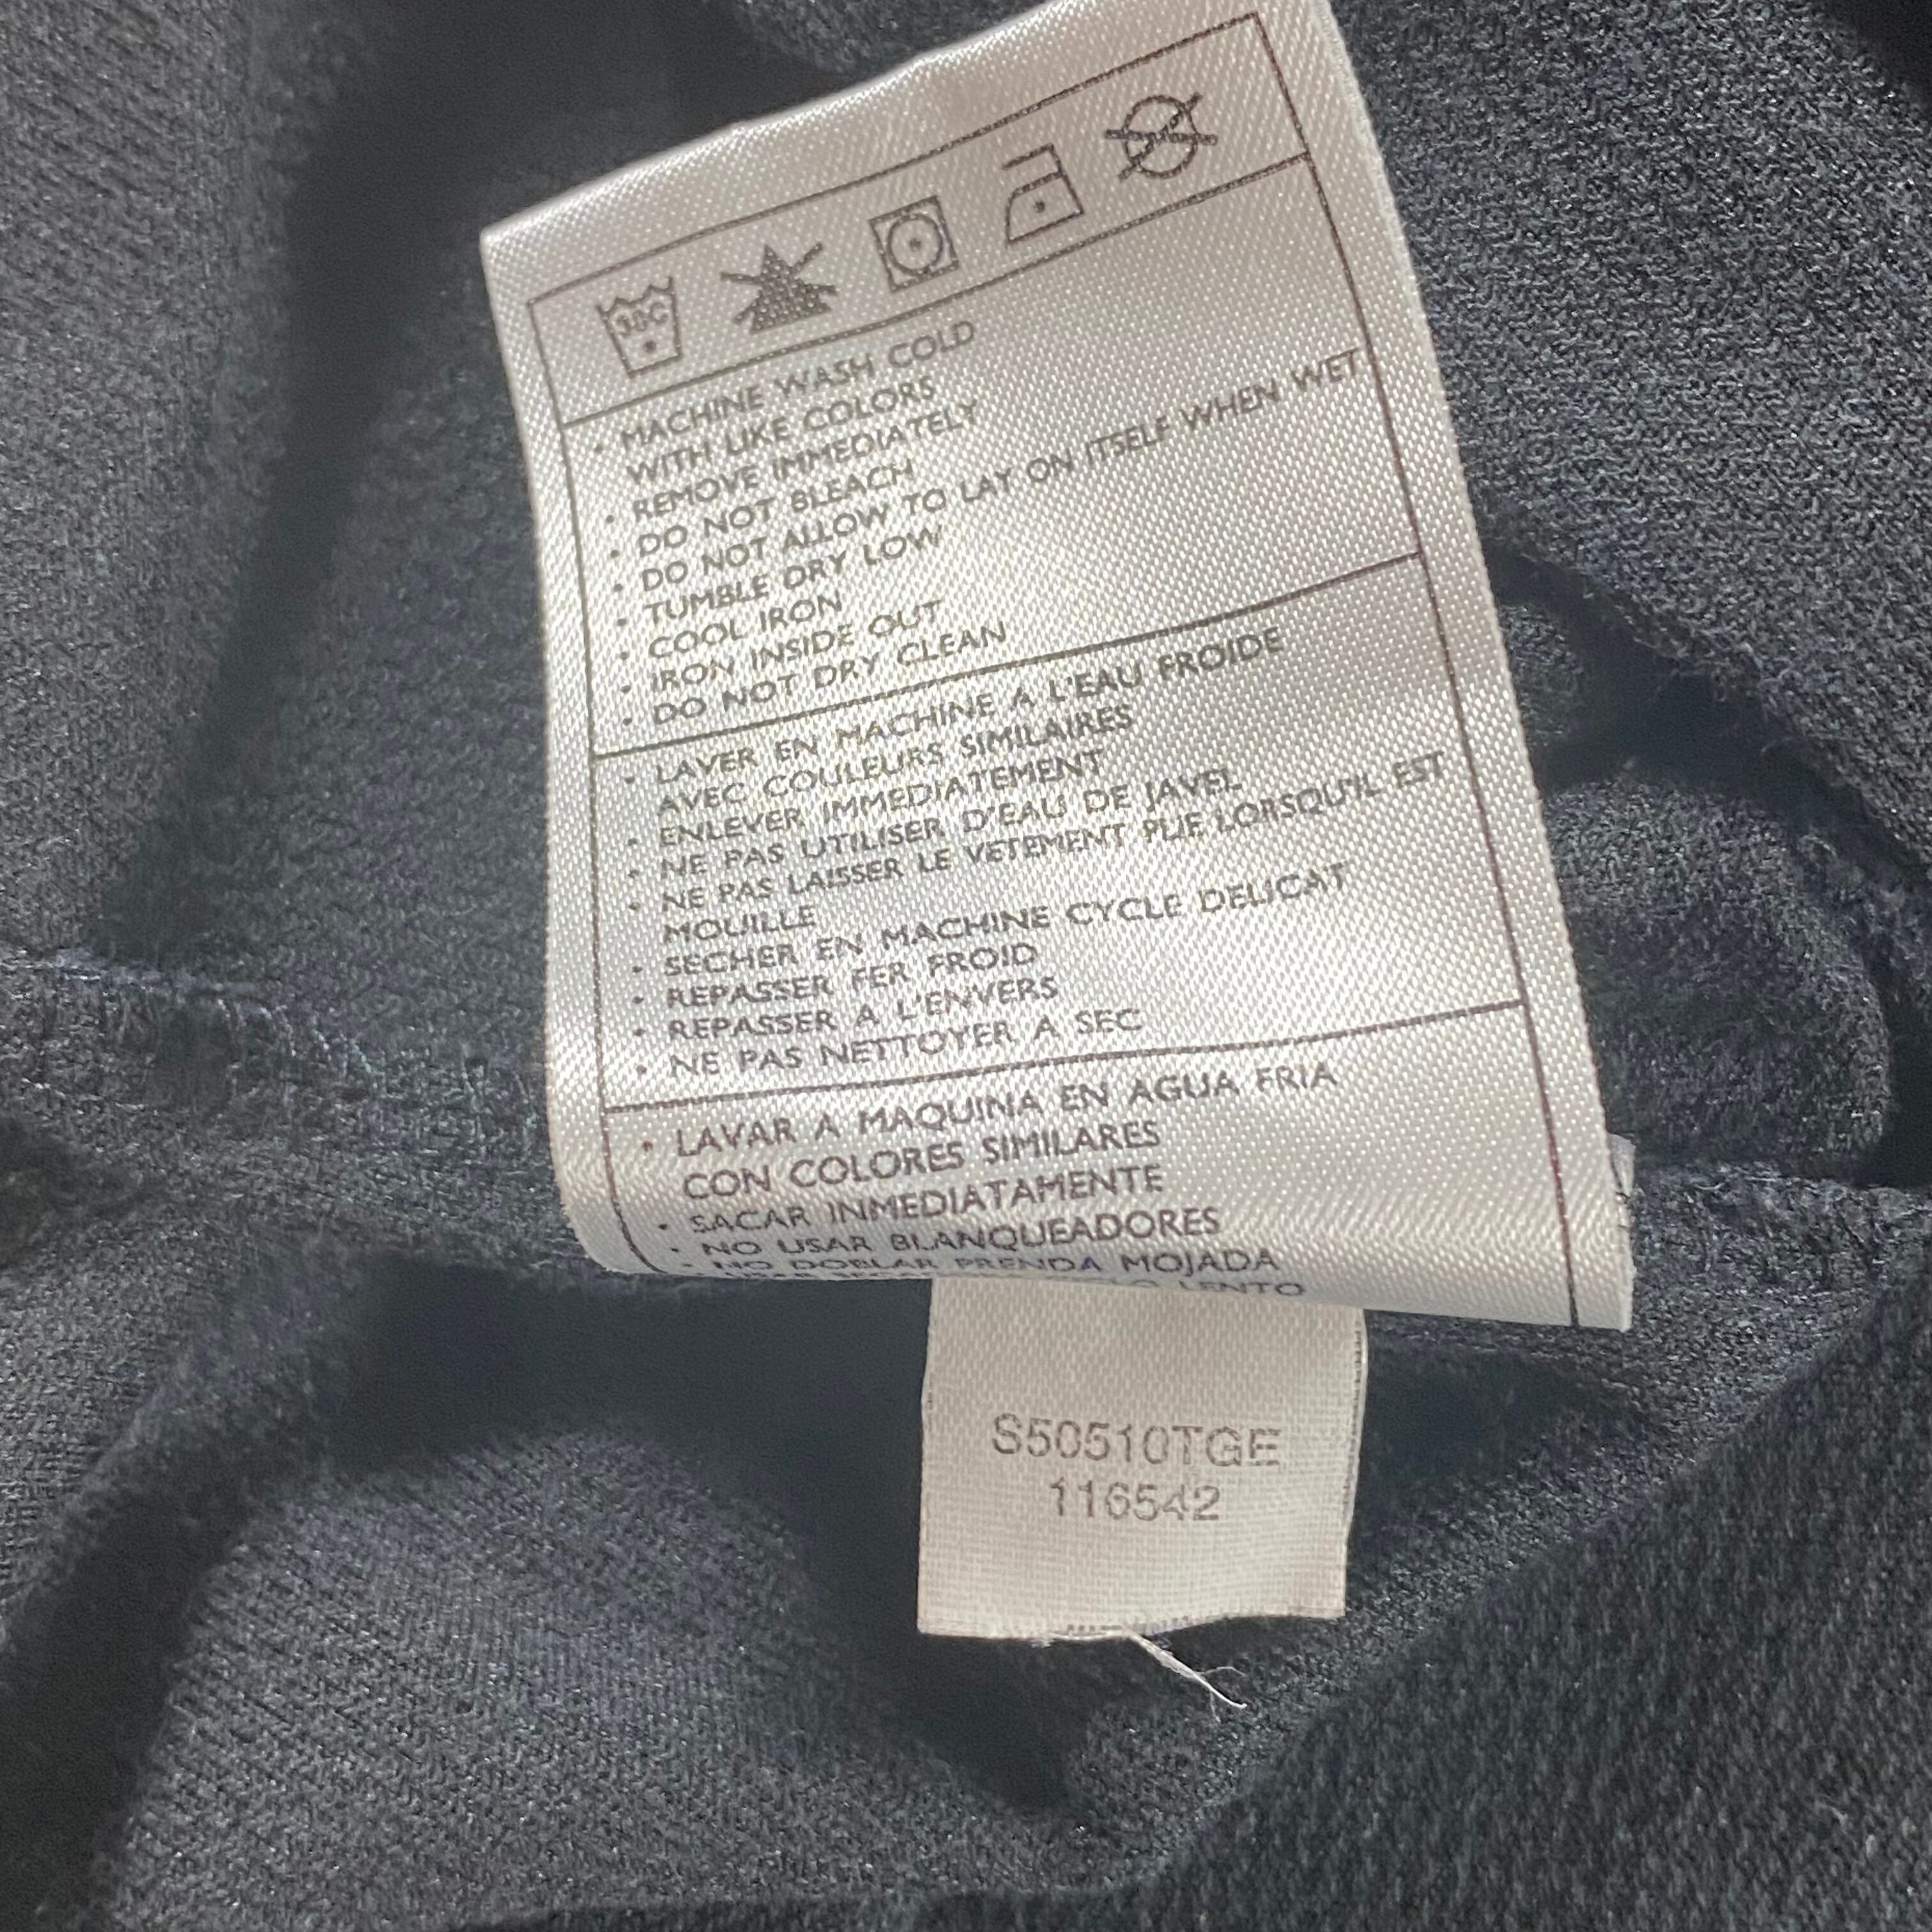 30C
• MACHINE WASH COLD
WITH LIKE COLORS
• REMOVE IMMEDIATELY
• DO NOT BLEACH
• DO NOT ALLOW TO LAY ON ITSELF WHEN WET
• TUMBLE DRY LOW
• COOL IRON
• IRON INSIDE OUT
• DO NOT DRY CLEAN
• LAVER EN MACHINE A L'EAU FROIDE
AVEC COULEURS SIMILAIRES
• ENLEVER IMMEDIATEMENT
• NE PAS UTILISER D'EAU DE JAVEL
• NE PAS LAISSER LE VETEMENT PLIE LORSQU'IL EST
MOUILLE
• SECHER EN MACHINE CYCLE DELICAT
• REPASSER FER FROID
• REPASSER A L'ENVERS
• NE PAS NETTOYER A SEC
• LAVAR A MAQUINA EN AGUA FRIA
CON COLORES SIMILARES
• SACAR INMEDIATAMENTE
• NO USAR BLANQUEADORES
• NO DOBLAR PRENDA MOJADA
LENTO
S50510TGE
116542